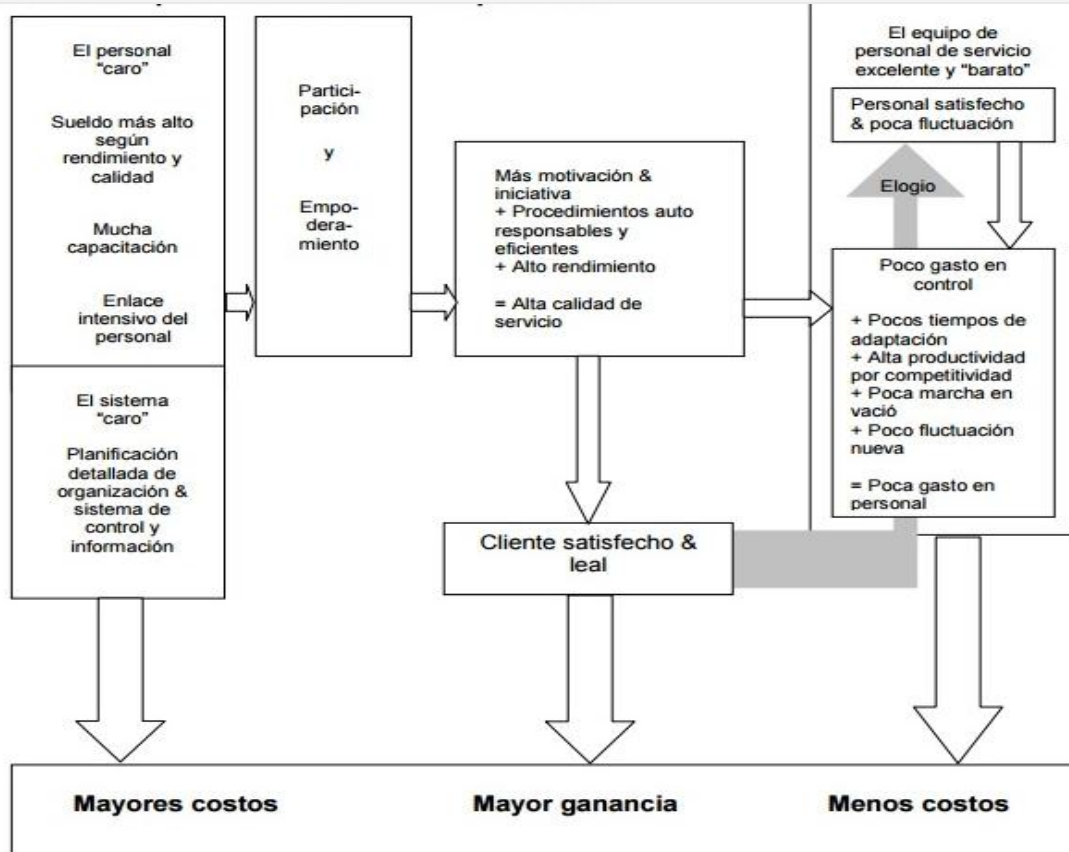 El personal
“caro”
Sueldo más alto
según
rendimiento y
calidad
Mucha
capacitación
Enlace
intensivo del
personal
El sistema
“caro”
Planificación
detallada de
organización &
sistema de
control y
información
Partici-
pación
y
Empo-
dera-
miento
Más motivación &
iniciativa
+ Procedimientos auto
responsables y
eficientes
+ Alto rendimiento
= Alta calidad de
servicio
Cliente satisfecho &
leal
El equipo de
personal de servicio
excelente y “barato”
Personal satisfecho
& poca fluctuación
Elogio
Poco gasto en
control
+ Pocos tiempos de
adaptación
+ Alta productividad
por competitividad
+ Poca marcha en
vació
+ Poco fluctuación
nueva
= Poca gasto en
personal
Mayores costos
Mayor ganancia
Menos costos